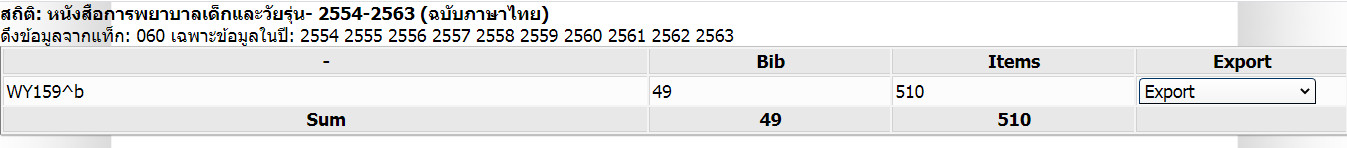 สถิติ: หนังสือการพยาบาลเด็กและวัยรุ่น- 2554-2563 (ฉบับภาษาไทย)
ดึงข้อมูลจากแท็ก: 060 เฉพาะข้อมูลในปี: 2554 2555 2556 2557 2558 2559 2560 2561 2562 2563
- Bib Items Export
WY159^b 49 510 Export
Sum 49 510